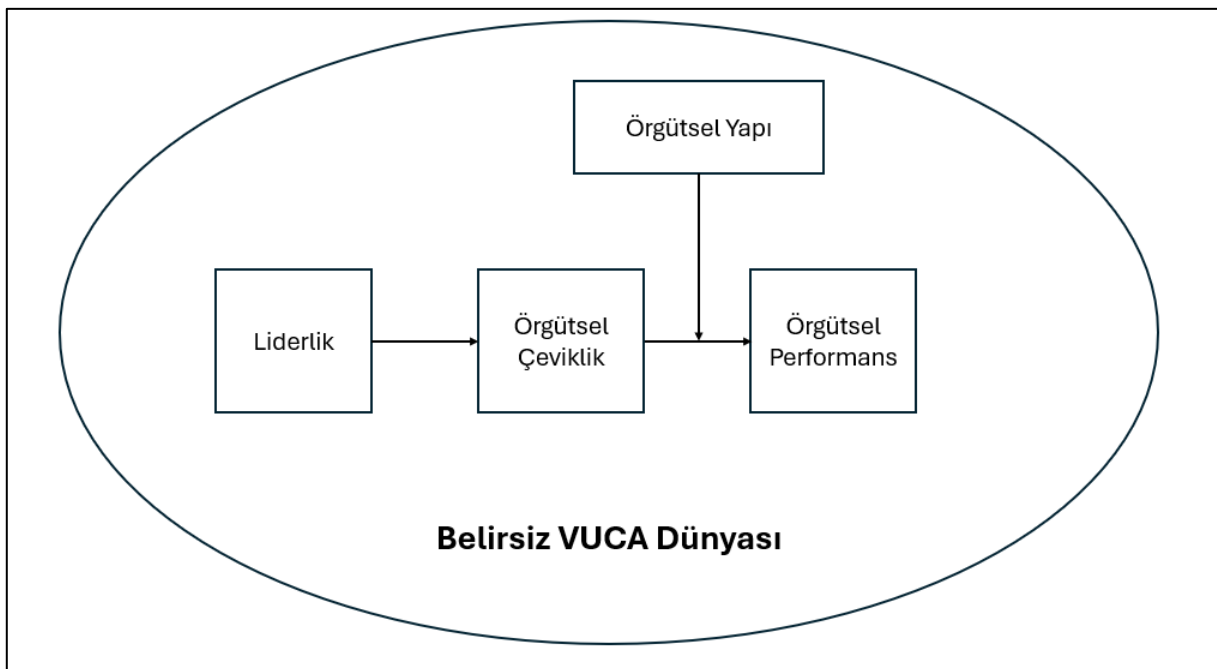 Örgütsel Yapı
Liderlik
Örgütsel
Çeviklik
Örgütsel
Performans
Belirsiz VUCA Dünyası